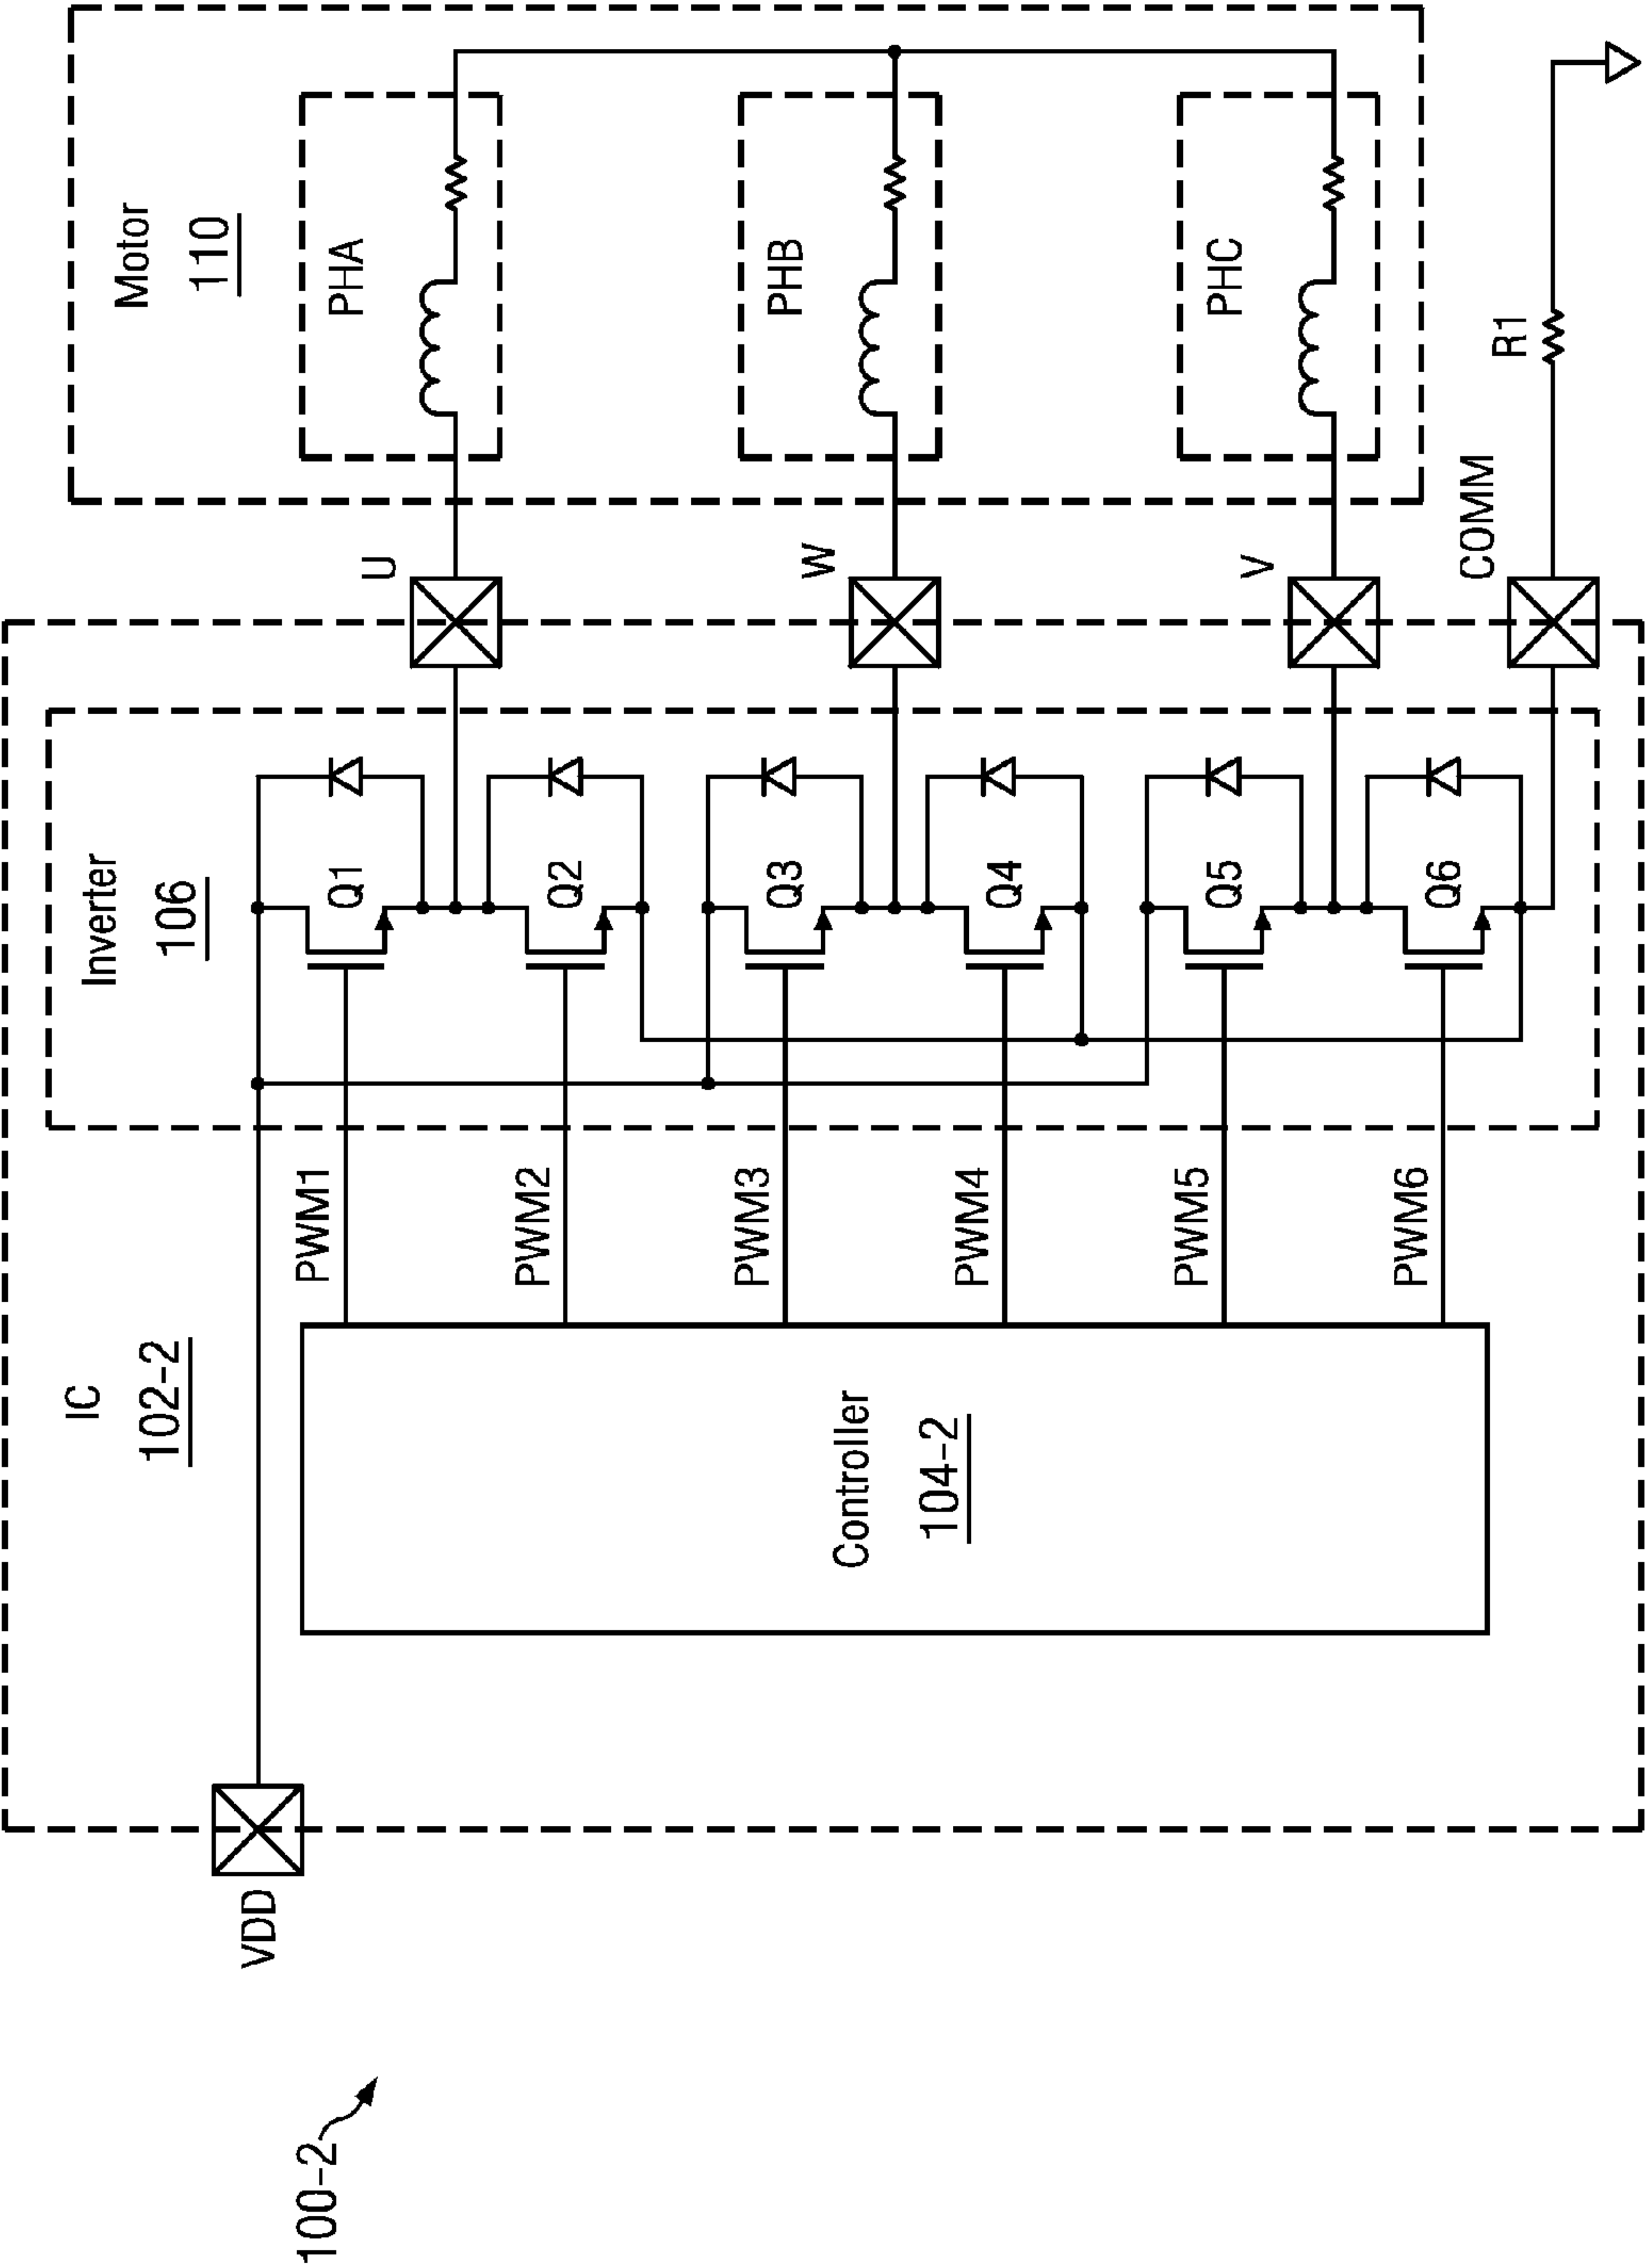 100-2
VDD
IC
102-2
Controller
104-2
PWM1
PWM2
PWM3
PWM4
PWM5
PWM6
Inverter
106
Q1
Q2
Q3
Q4
Q5
Q6
U
W
V
COMM
R1
Motor
110
PHA
PHB
PHC